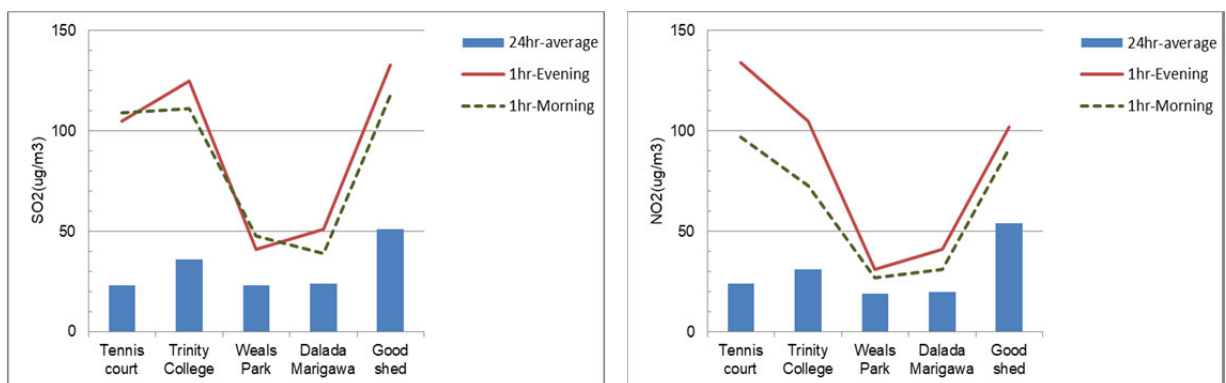 150
100
50
0
SO2(ug/m3)
24hr-average
1hr-Evening
1hr-Morning
Tennis
court
Trinity
College
Weals
Park
Dalada
Marigawa
Good
shed
150
100
50
0
NO2(ug/m3)
24hr-average
1hr-Evening
1hr-Morning
Tennis
court
Trinity
College
Weals
Park
Dalada
Marigawa
Good
shed